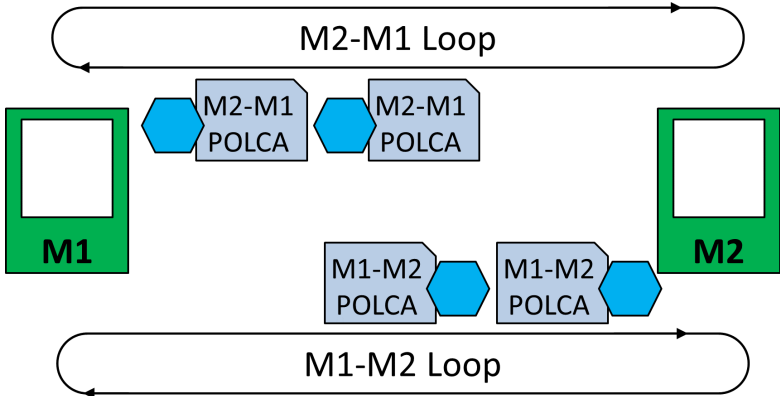 M2-M1 Loop
M2-M1
POLCA
M2-M1
POLCA
M1
M2
M1-M2
POLCA
M1-M2
POLCA
M1-M2 Loop